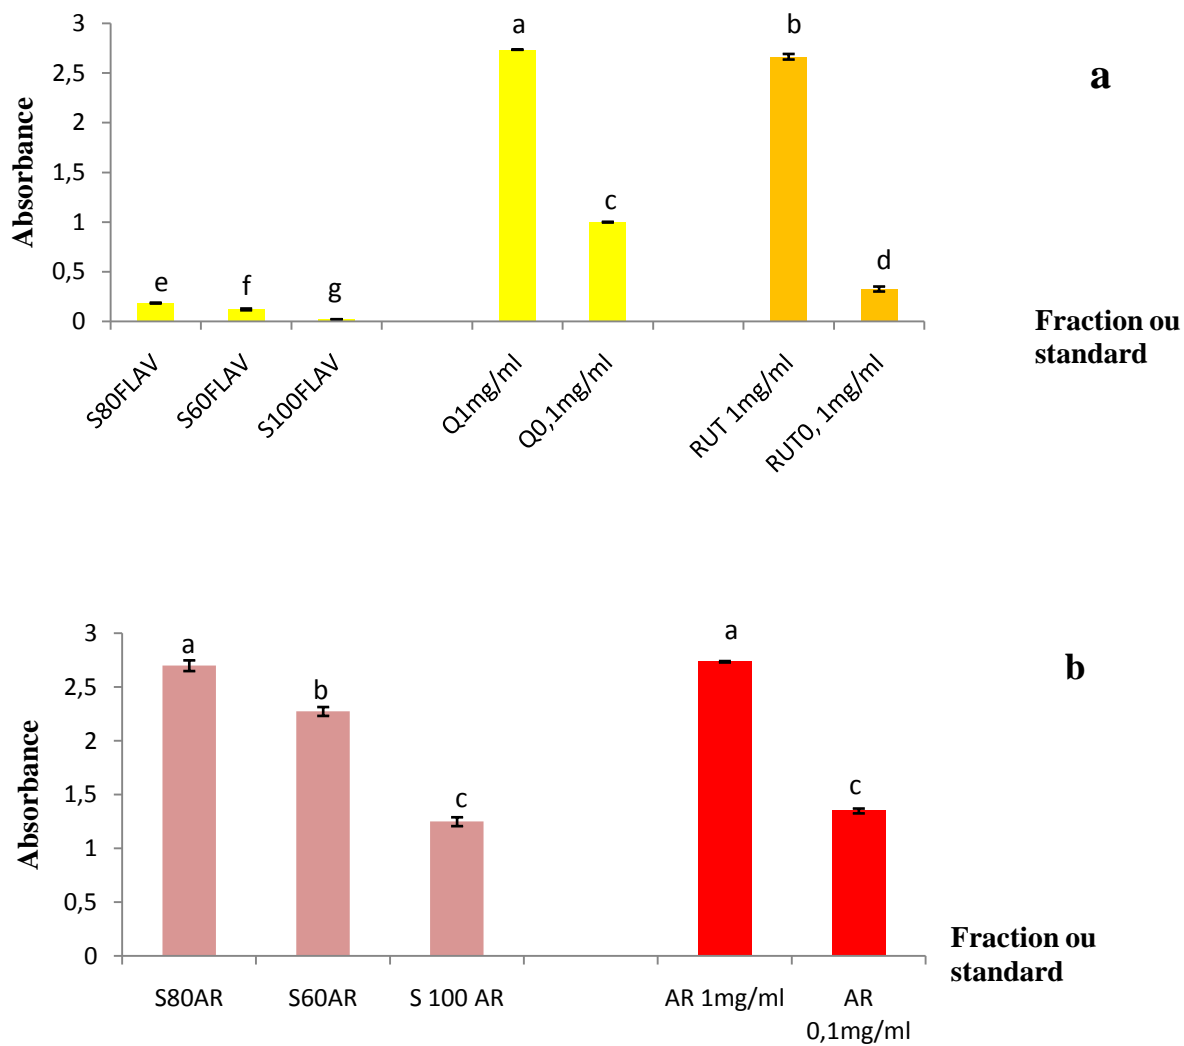 3
2,5
2
1,5
1
0,5
0
Absorbance
a
b
c
d
e
f
g
a
S80FLAV
S60FLAV
S100FLAV
Q1mg/ml
Q0,1mg/ml
RUT 1mg/ml
RUT0, 1mg/ml
Fraction ou
standard
3
2,5
2
1,5
1
0,5
0
Absorbance
a
b
c
a
c
b
S80AR
S60AR
S 100 AR
AR 1mg/ml
AR
0,1mg/ml
Fraction ou
standard